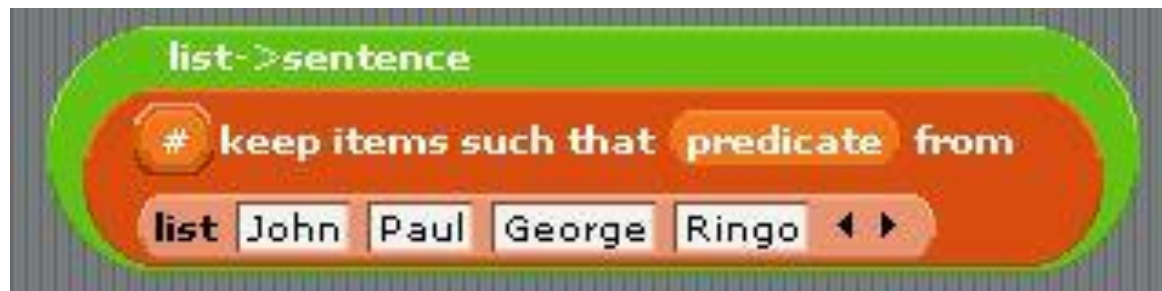 list->sentence
# keep items such that predicate from
list John Paul George Ringo